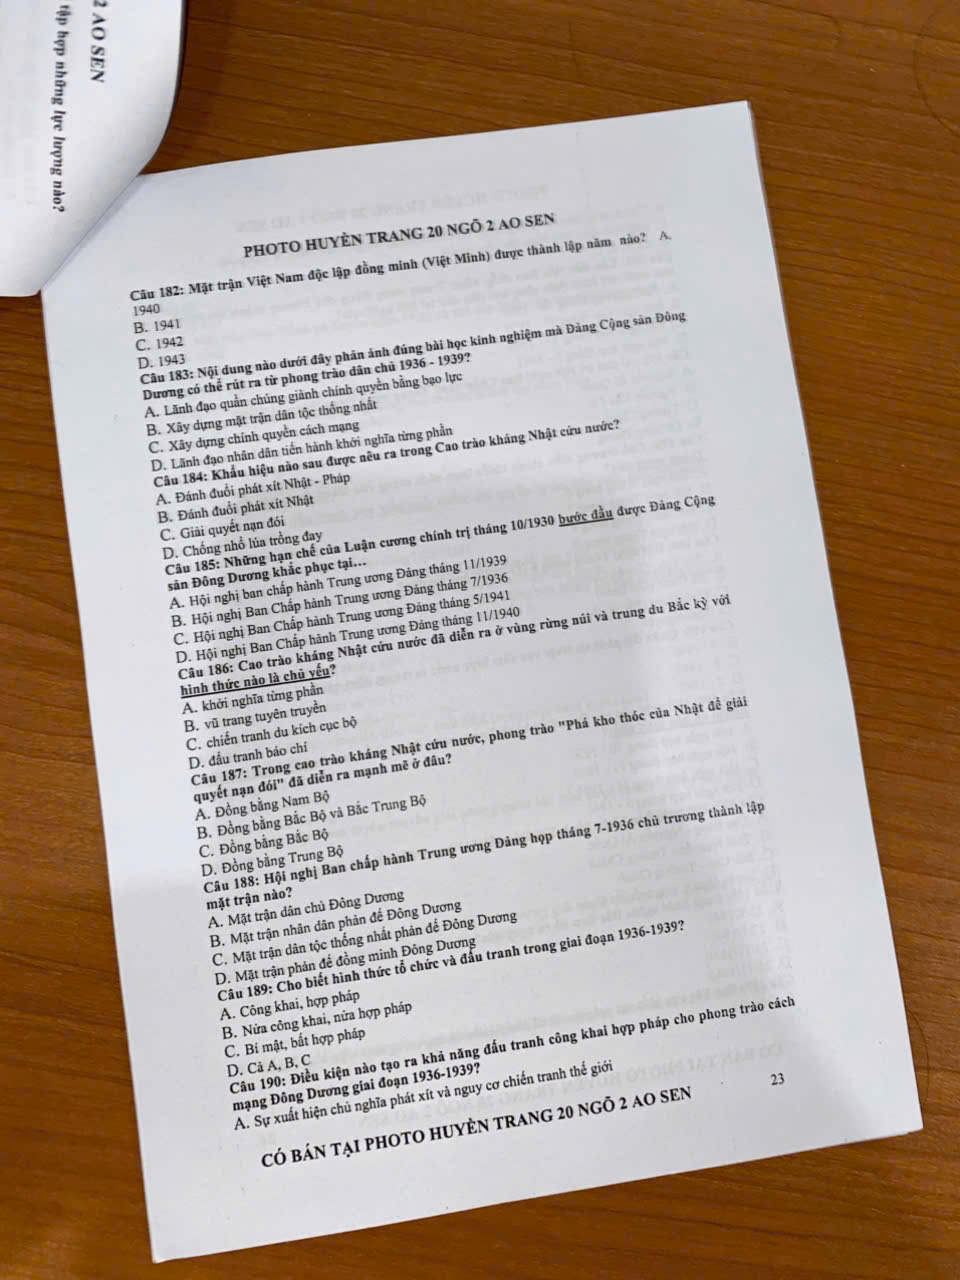 2 AO SEN
tập hợp những lực lượng nào?
PHOTO HUYỀN TRANG 20 NGÕ 2 AO SEN
Câu 182: Mặt trận Việt Nam độc lập đồng minh (Việt Minh) được thành lập năm nào? A.
1940
B. 1941
C. 1942
D. 1943
Câu 183: Nội dung nào dưới đây phản ánh đúng bài học kinh nghiệm mà Đảng Cộng sản Đông
Dương có thể rút ra từ phong trào dân chủ 1936 - 1939?
A. Lãnh đạo quần chúng giành chính quyền bằng bạo lực
B. Xây dựng mặt trận dân tộc thống nhất
C. Xây dựng chính quyền cách mạng
D. Lãnh đạo nhân dân tiến hành khởi nghĩa từng phần
Câu 184: Khẩu hiệu nào sau được nêu ra trong Cao trào kháng Nhật cứu nước?
A. Đánh đuổi phát xít Nhật - Pháp
B. Đánh đuổi phát xít Nhật
C. Giải quyết nạn đói
D. Chống nhổ lúa trồng đay
Câu 185: Những hạn chế của Luận cương chính trị tháng 10/1930 bước đầu được Đảng Cộng
sản Đông Dương khắc phục tại...
A. Hội nghị ban chấp hành Trung ương Đảng tháng 11/1939
B. Hội nghị Ban Chấp hành Trung ương Đảng tháng 7/1936
C. Hội nghị Ban Chấp hành Trung ương Đảng tháng 5/1941
D. Hội nghị Ban Chấp hành Trung ương Đảng tháng 11/1940
Câu 186: Cao trào kháng Nhật cứu nước đã diễn ra ở vùng rừng núi và trung du Bắc kỳ với
hình thức nào là chủ yếu?
A. khởi nghĩa từng phần
B. vũ trang tuyên truyền
C. chiến tranh du kích cục bộ
D. đấu tranh báo chí
Câu 187: Trong cao trào kháng Nhật cứu nước, phong trào "Phá kho thóc của Nhật để giải
quyết nạn đói" đã diễn ra mạnh mẽ ở đâu?
A. Đồng bằng Nam Bộ
B. Đồng bằng Bắc Bộ và Bắc Trung Bộ
C. Đồng bằng Bắc Bộ
D. Đồng bằng Trung Bộ
Câu 188: Hội nghị Ban chấp hành Trung ương Đảng họp tháng 7-1936 chủ trương thành lập
mặt trận nào?
A. Mặt trận dân chủ Đông Dương
B. Mặt trận nhân dân phản đế Đông Dương
C. Mặt trận dân tộc thống nhất phản đế Đông Dương
D. Mặt trận phản đế đồng minh Đông Dương
Câu 189: Cho biết hình thức tổ chức và đấu tranh trong giai đoạn 1936-1939?
A. Công khai, hợp pháp
B. Nửa công khai, nửa hợp pháp
C. Bí mật, bất hợp pháp
D. Cả A, B, C
Câu 190: Điều kiện nào tạo ra khả năng đấu tranh công khai hợp pháp cho phong trào cách
mạng Đông Dương giai đoạn 1936-1939?
A. Sự xuất hiện chủ nghĩa phát xít và nguy cơ chiến tranh thế giới
23
CÓ BÁN TẠI PHOTO HUYỀN TRANG 20 NGÕ 2 AO SEN